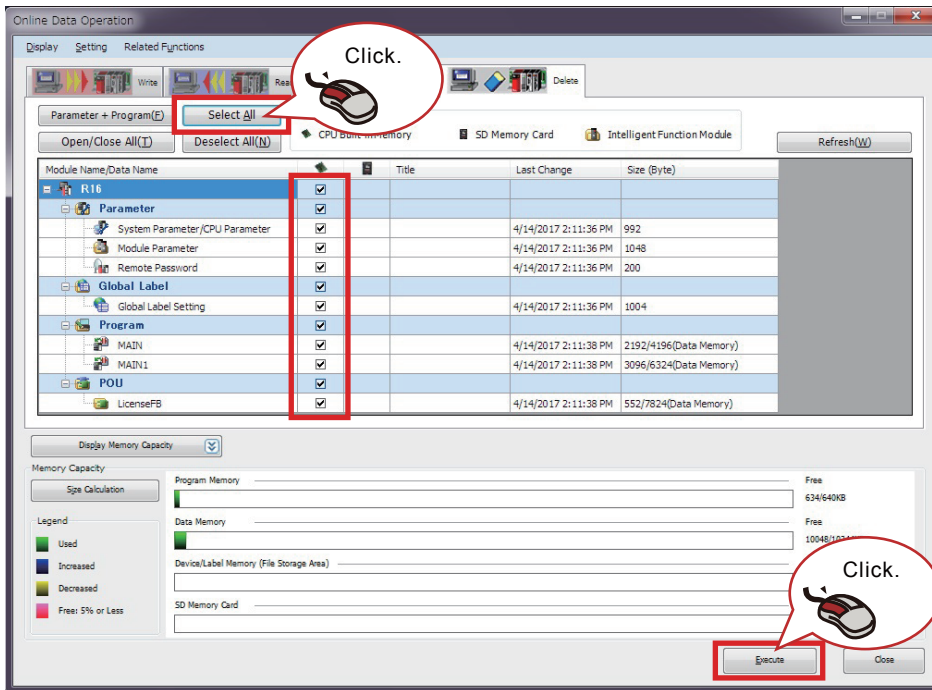 Online Data Operation
Display Setting Related Functions
Click.
Write
Delete
Parameter + Program(F) Select All
Open/Close All(T) Deselect All(N)
CPU Built-in Memory SD Memory Card Intelligent Function Module Refresh(W)
Module Name/Data Name Title Last Change Size (Byte)
R16
Parameter
System Parameter/CPU Parameter 4/14/2017 2:11:36 PM 992
Module Parameter 4/14/2017 2:11:36 PM 1048
Remote Password 4/14/2017 2:11:36 PM 200
Global Label
Global Label Setting 4/14/2017 2:11:36 PM 1004
Program
MAIN 4/14/2017 2:11:38 PM 2192/4196(Data Memory)
MAIN1 4/14/2017 2:11:38 PM 3096/6324(Data Memory)
POU
LicenseFB 4/14/2017 2:11:38 PM 552/7824(Data Memory)
Display Memory Capacity
Memory Capacity
Size Calculation
Program Memory Free
634/640KB
Legend
Data Memory Free
Used
Increased
Device/Label Memory (File Storage Area)
Click.
Decreased
Free: 5% or Less
SD Memory Card
Execute Close